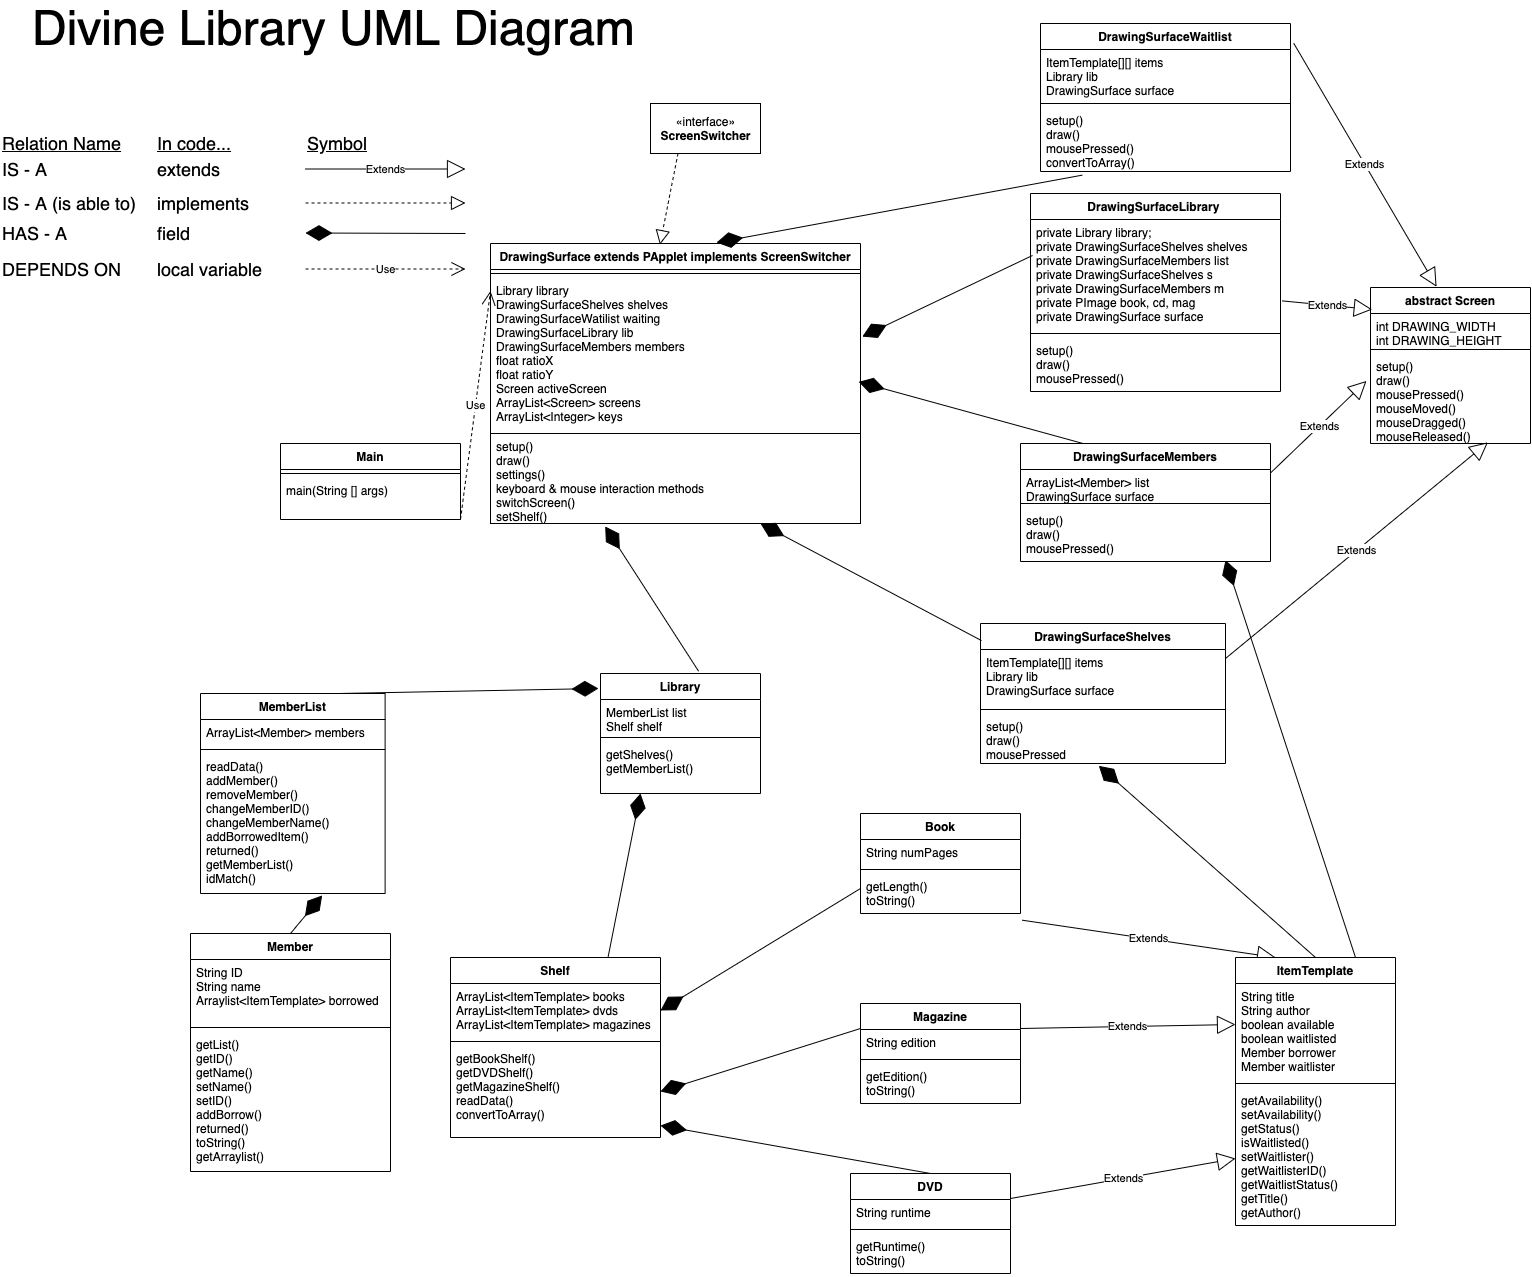 Divine Library UML Diagram
Relation Name In code... Symbol
IS - A extends Extends
IS - A (is able to) implements
HAS - A field
DEPENDS ON local variable Use
«interface»
ScreenSwitcher
DrawingSurfaceWaitlist
ItemTemplate[][] items
Library lib
DrawingSurface surface
setup()
draw()
mousePressed()
convertToArray()
Extends
DrawingSurfaceLibrary
private Library library;
private DrawingSurfaceShelves shelves
private DrawingSurfaceMembers list
private DrawingSurfaceShelves s
private DrawingSurfaceMembers m
private PImage book, cd, mag
private DrawingSurface surface
setup()
draw()
mousePressed()
Extends
abstract Screen
int DRAWING_WIDTH
int DRAWING_HEIGHT
setup()
draw()
mousePressed()
mouseMoved()
mouseDragged()
mouseReleased()
DrawingSurface extends PApplet implements ScreenSwitcher
Library library
DrawingSurfaceShelves shelves
DrawingSurfaceWatilist waiting
DrawingSurfaceLibrary lib
DrawingSurfaceMembers members
float ratioX
float ratioY
Screen activeScreen
ArrayList<Screen> screens
ArrayList<Integer> keys
setup()
draw()
settings()
keyboard & mouse interaction methods
switchScreen()
setShelf()
Use
Main
main(String [] args)
Extends
DrawingSurfaceMembers
ArrayList<Member> list
DrawingSurface surface
setup()
draw()
mousePressed()
Extends
DrawingSurfaceShelves
ItemTemplate[][] items
Library lib
DrawingSurface surface
setup()
draw()
mousePressed
Library
MemberList list
Shelf shelf
getShelves()
getMemberList()
MemberList
ArrayList<Member> members
readData()
addMember()
removeMember()
changeMemberID()
changeMemberName()
addBorrowedItem()
returned()
getMemberList()
idMatch()
Member
String ID
String name
Arraylist<ItemTemplate> borrowed
getList()
getID()
getName()
setName()
setID()
addBorrow()
returned()
toString()
getArraylist()
Shelf
ArrayList<ItemTemplate> books
ArrayList<ItemTemplate> dvds
ArrayList<ItemTemplate> magazines
getBookShelf()
getDVDShelf()
getMagazineShelf()
readData()
convertToArray()
Book
String numPages
getLength()
toString()
Extends
Magazine
String edition
getEdition()
toString()
Extends
DVD
String runtime
getRuntime()
toString()
Extends
ItemTemplate
String title
String author
boolean available
boolean waitlisted
Member borrower
Member waitlister
getAvailability()
setAvailability()
getStatus()
isWaitlisted()
setWaitlister()
getWaitlisterID()
getWaitlistStatus()
getTitle()
getAuthor()